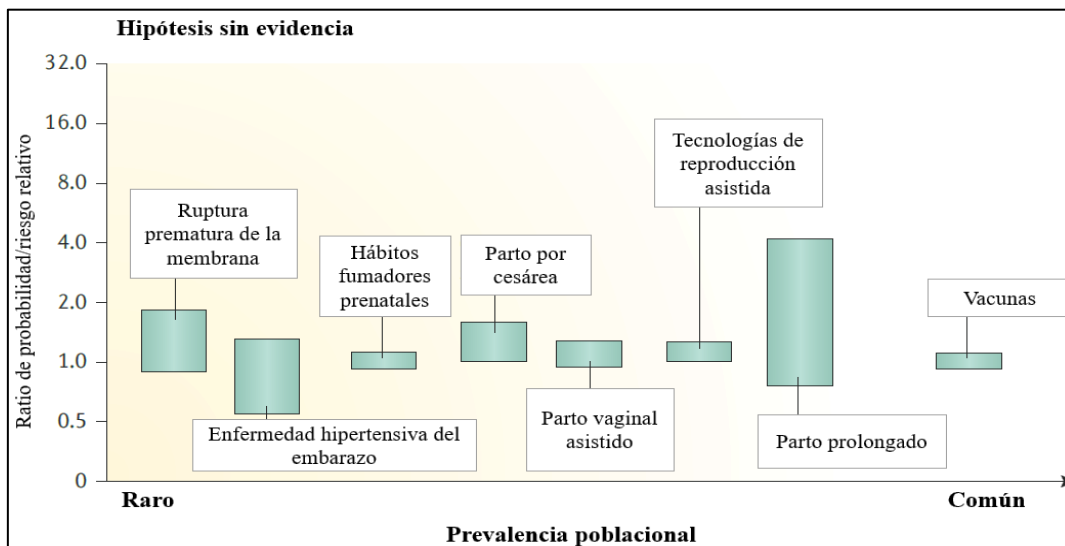 Hipótesis sin evidencia
Ratio de probabilidad/riesgo relativo
32.0
16.0
8.0
4.0
2.0
1.0
0.5
0
Ruptura
prematura de la
membrana
Enfermedad hipertensiva del
embarazo
Hábitos
fumadores
prenatales
Parto por
cesárea
Parto vaginal
asistido
Tecnologías de
reproducción
asistida
Parto prolongado
Vacunas
Raro
Común
Prevalencia poblacional